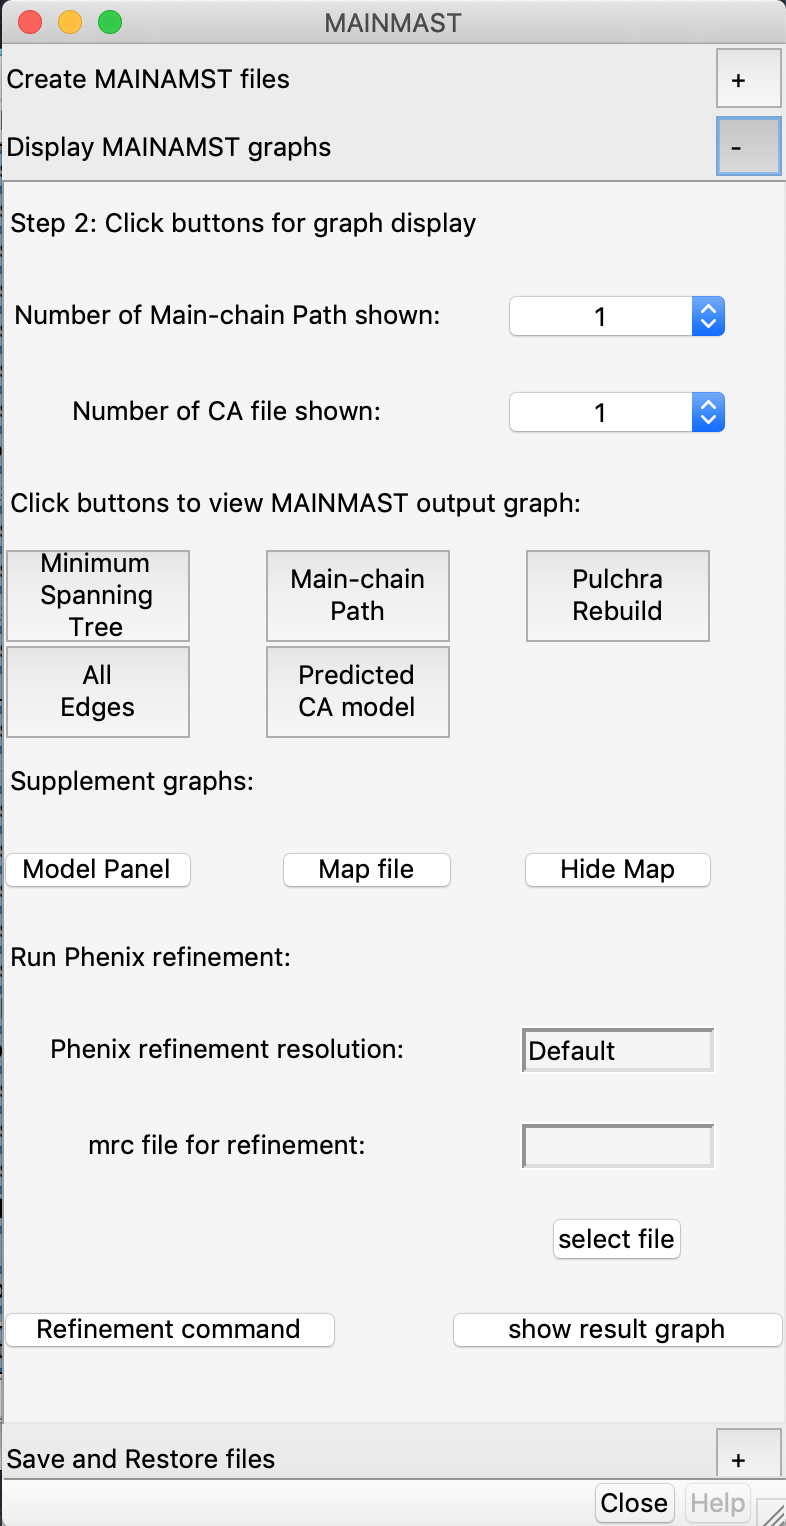 MAINMAST
Create MAINAMST files
+
Display MAINAMST graphs
-
Step 2: Click buttons for graph display
Number of Main-chain Path shown:
1
Number of CA file shown:
1
Click buttons to view MAINMAST output graph:
Minimum
Spanning
Tree
Main-chain
Path
Pulchra
Rebuild
All
Edges
Predicted
CA model
Supplement graphs:
Model Panel
Map file
Hide Map
Run Phenix refinement:
Phenix refinement resolution:
Default
mrc file for refinement:
select file
Refinement command
show result graph
Save and Restore files
+
Close
Help